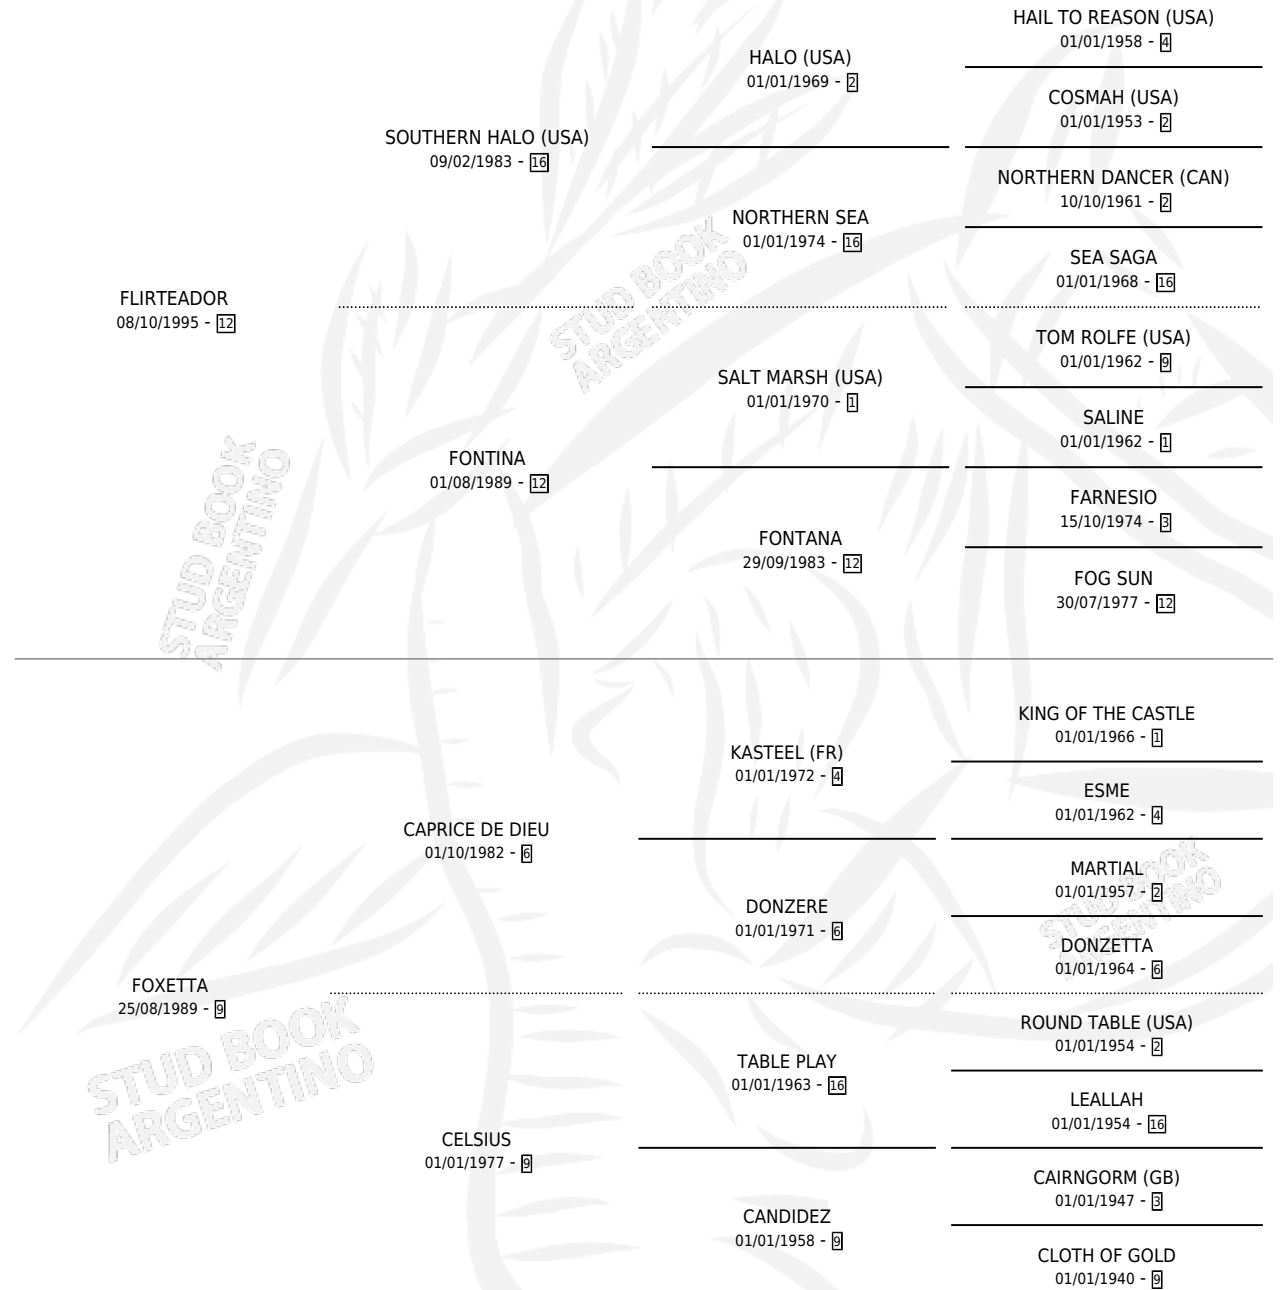 HAIL TO REASON (USA)
01/01/1958 - 4
HALO (USA)
01/01/1969 - 2
COSMAH (USA)
01/01/1953 - 2
SOUTHERN HALO (USA)
09/02/1983 - 16
NORTHERN DANCER (CAN)
10/10/1961 - 2
NORTHERN SEA
01/01/1974 - 16
SEA SAGA
01/01/1968 - 16
STUD BOOK
ARGENTINO
FLIRTEADOR
08/10/1995 - 12
TOM ROLFE (USA)
01/01/1962 - 9
SALT MARSH (USA)
01/01/1970 - 1
SALINE
01/01/1962 - 1
FONTINA
01/08/1989 - 12
FARNESIO
15/10/1974 - 3
FONTANA
29/09/1983 - 12
FOG SUN
30/07/1977 - 12
STUD BOOK
ARGENTINO
KING OF THE CASTLE
01/01/1966 - 1
KASTEEL (FR)
01/01/1972 - 4
ESME
01/01/1962 - 4
CAPRICE DE DIEU
01/10/1982 - 6
MARTIAL
01/01/1957 - 2
DONZERE
01/01/1971 - 6
DONZETTA
01/01/1964 - 6
STUD BOOK
ARGENTINO
FOXETTA
25/08/1989 - 9
ROUND TABLE (USA)
01/01/1954 - 2
TABLE PLAY
01/01/1963 - 16
LEALLAH
01/01/1954 - 16
STUD BOOK
ARGENTINO
CELSIUS
01/01/1977 - 9
CAIRNGORM (GB)
01/01/1947 - 3
CANDIDEZ
01/01/1958 - 9
CLOTH OF GOLD
01/01/1940 - 9